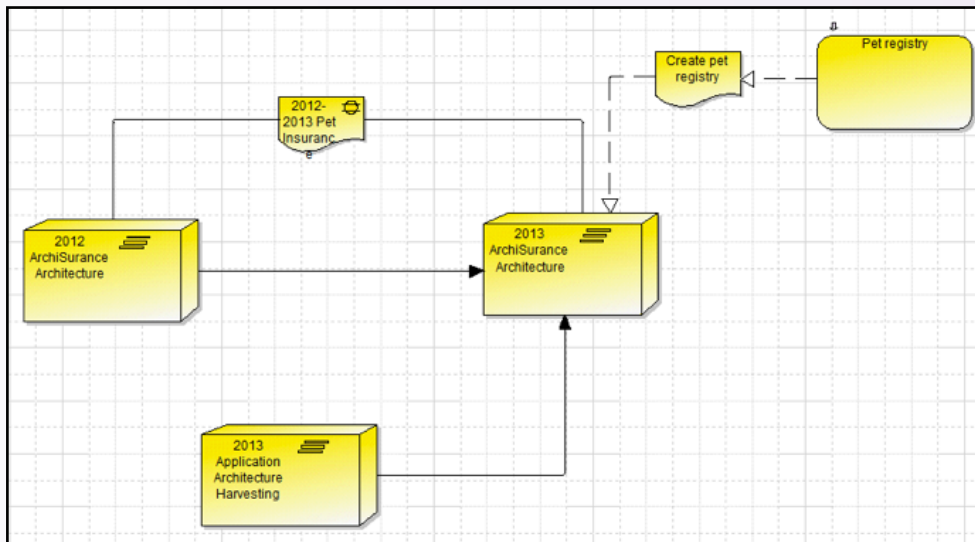 Pet registry
Create pet
registry
2012-
2013 Pet
Insuranc
e
2012
ArchiSurance
Architecture
2013
ArchiSurance
Architecture
2013
Application
Architecture
Harvesting